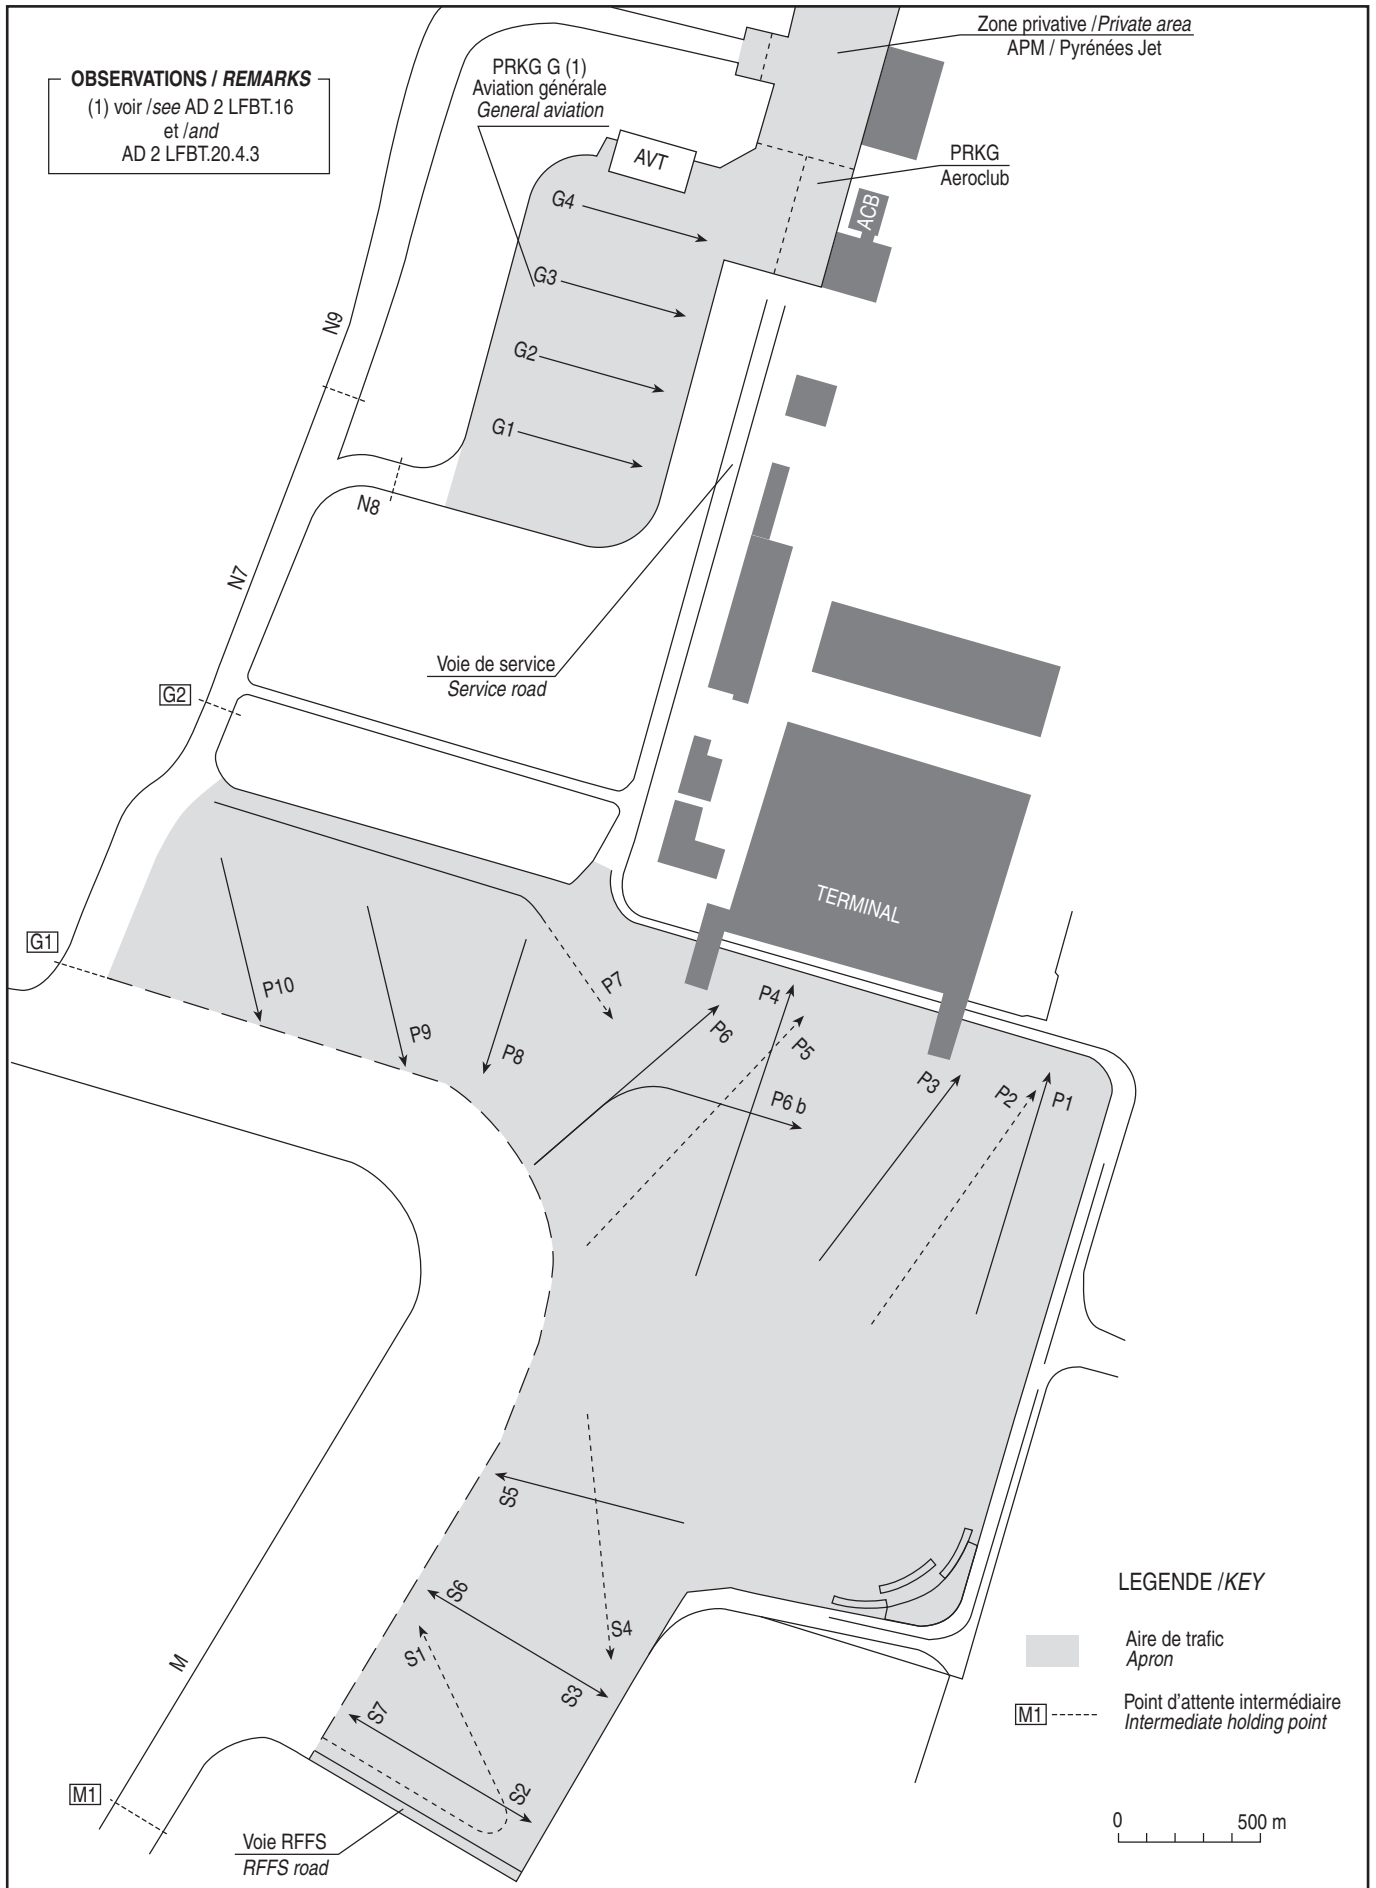 Zone privative / Private area
APM / Pyrénées Jet
OBSERVATIONS / REMARKS
(1) voir / see AD 2 LFBT.16
et / and
AD 2 LFBT.20.4.3
PRKG G (1)
Aviation générale
General aviation
AVT
PRKG
Aeroclub
ACB
G4
G3
G2
G1
N9
N8
N7
Voie de service
Service road
G2
TERMINAL
G1
P10
P9
P8
P7
P6
P4
P5
P6 b
P3
P2
P1
S5
S6
S4
S1
S3
S7
S2
M
M1
Voie RFFS
RFFS road
LEGENDE / KEY
Aire de trafic
Apron
M1
Point d'attente intermédiaire
Intermediate holding point
0 500 m